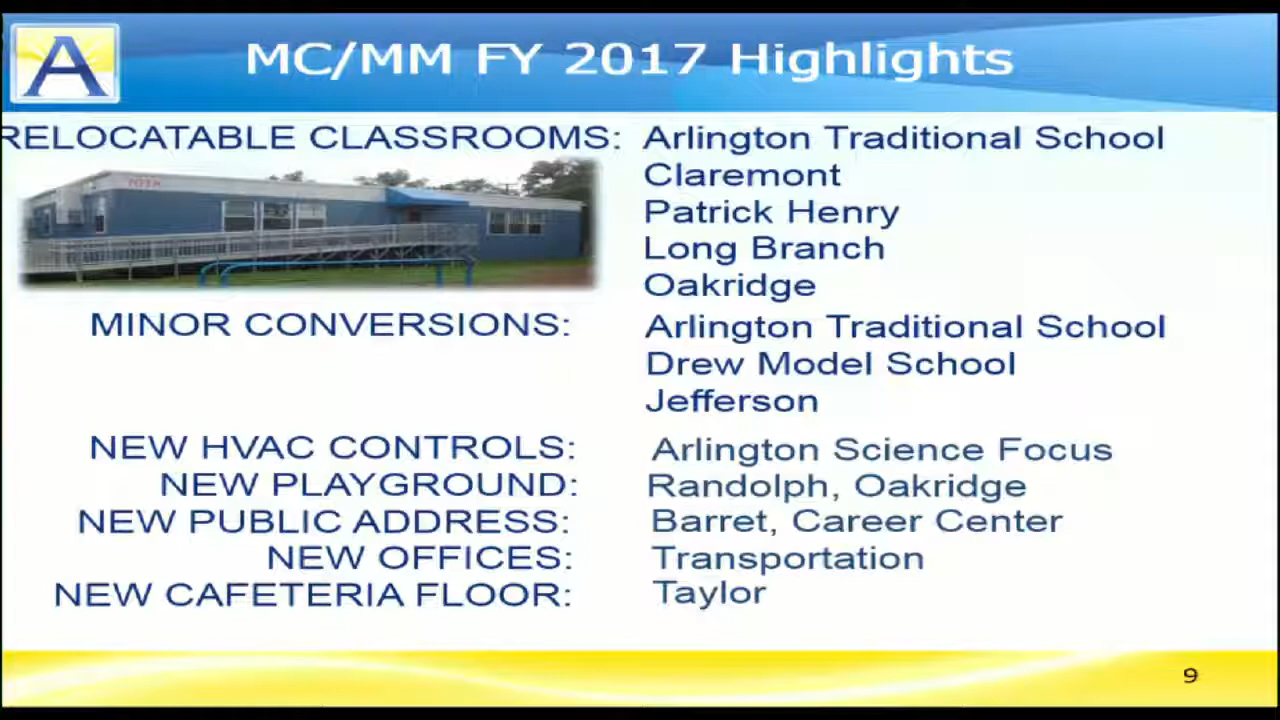 A
MC/MM FY 2017 Highlights
RELOCATABLE CLASSROOMS: Arlington Traditional School
Claremont
Patrick Henry
Long Branch
Oakridge
MINOR CONVERSIONS: Arlington Traditional School
Drew Model School
Jefferson
NEW HVAC CONTROLS: Arlington Science Focus
NEW PLAYGROUND: Randolph, Oakridge
NEW PUBLIC ADDRESS: Barret, Career Center
NEW OFFICES: Transportation
NEW CAFETERIA FLOOR: Taylor
9